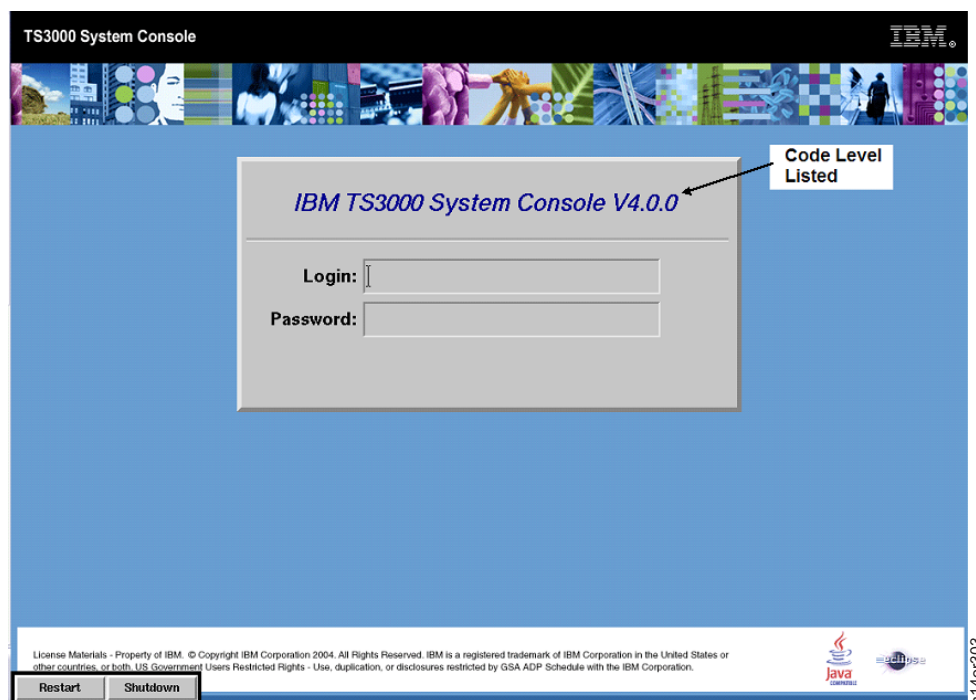 TS3000 System Console
IBM®
Code Level
Listed
IBM TS3000 System Console V4.0.0
Login:
Password:
License Materials - Property of IBM. © Copyright IBM Corporation 2004. All Rights Reserved. IBM is a registered trademark of IBM Corporation in the United States or
other countries, or both. US Government Users Restricted Rights - Use, duplication, or disclosures restricted by GSA ADP Schedule with the IBM Corporation.
Java
COMPATIBLE
eclipse
Restart
Shutdown